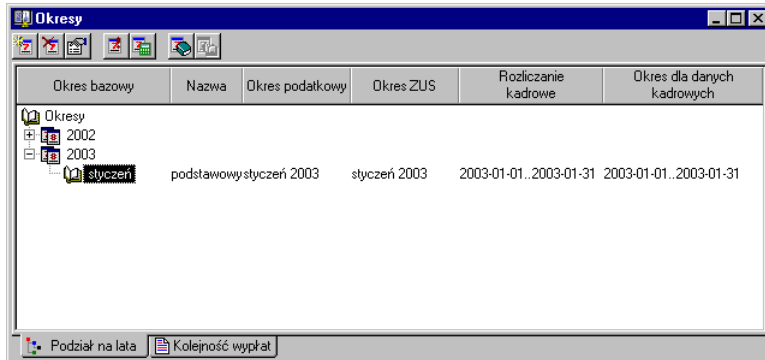 Okresy
Okres bazowy Nazwa Okres podatkowy Okres ZUS Rozliczanie kadrowe Okres dla danych kadrowych
Okresy
2002
2003
styczeń podstawowy styczeń 2003 styczeń 2003 2003-01-01..2003-01-31 2003-01-01..2003-01-31
Podział na lata Kolejność wypłat